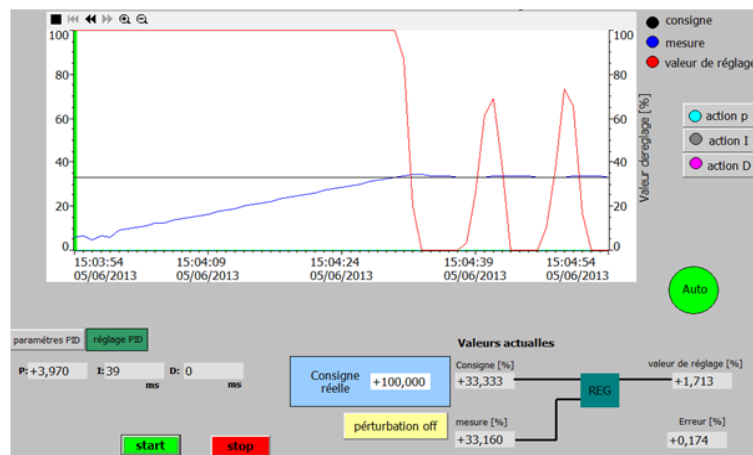 consigne
mesure
valeur de réglage
100
80
60
40
20
0
100
80
60
40
20
0
Valeur dereglage [%]
15:03:54
05/06/2013
15:04:09
05/06/2013
15:04:24
05/06/2013
15:04:39
05/06/2013
15:04:54
05/06/2013
action p
action I
action D
Auto
paramétres PID
réglage PID
P: +3,970
I: 39
ms
D: 0
ms
Consigne
réelle
+100,000
pérturbation off
start
stop
Valeurs actuelles
Consigne [%]
+33,333
mesure [%]
+33,160
REG
valeur de réglage [%]
+1,713
Erreur [%]
+0,174